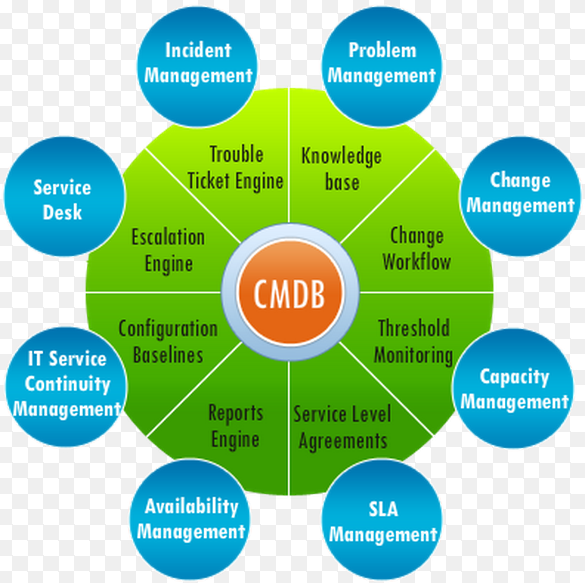 Incident
Management
Problem
Management
Trouble
Ticket Engine
Knowledge
base
Service
Desk
Change
Management
Escalation
Engine
Change
Workflow
CMDB
Configuration
Baselines
Threshold
Monitoring
IT Service
Continuity
Management
Capacity
Management
Reports
Engine
Service Level
Agreements
Availability
Management
SLA
Management